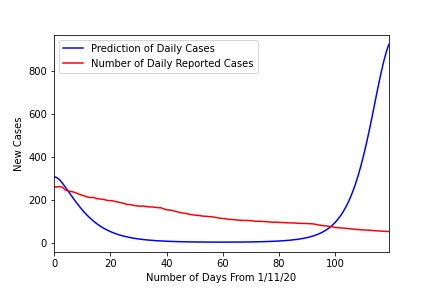 Prediction of Daily Cases
Number of Daily Reported Cases
New Cases
800
600
400
200
0
0 20 40 60 80 100
Number of Days From 1/11/20